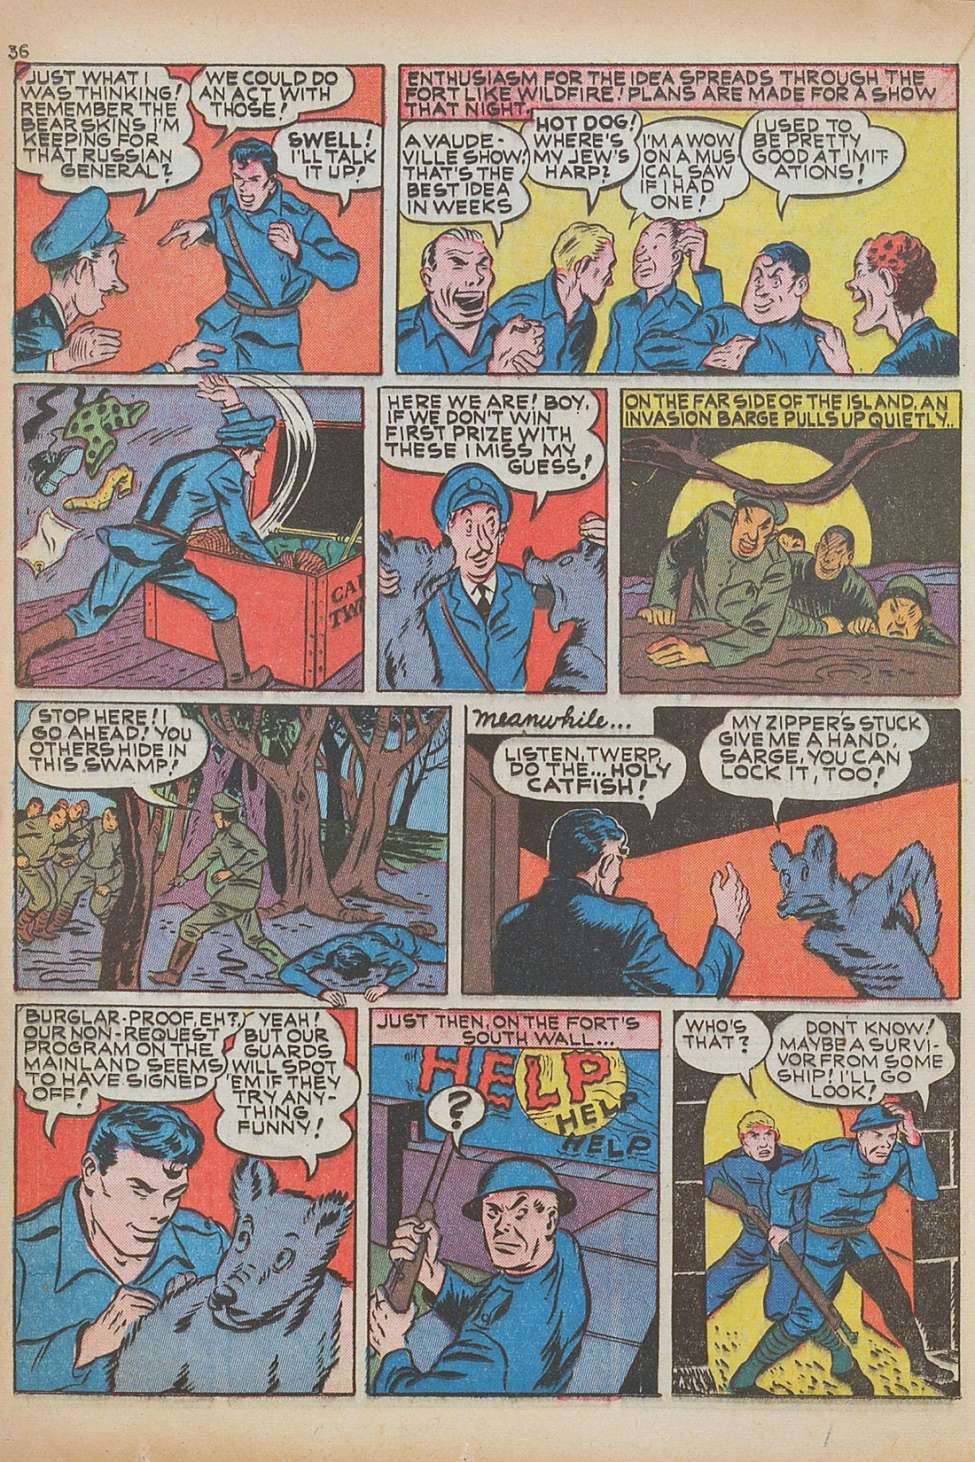 36
JUST WHAT I
WAS THINKING!
REMEMBER THE
BEARSKINS I'M
KEEPING FOR
THAT RUSSIAN
GENERAL?
WE COULD DO
AN ACT WITH
THOSE!
SWELL!
I'LL TALK
IT UP!
ENTHUSIASM FOR THE IDEA SPREADS THROUGH THE
FORT LIKE WILDFIRE! PLANS ARE MADE FOR A SHOW
THAT NIGHT.
A VAUDE-
VILLE SHOW!
THAT'S THE
BEST IDEA
IN WEEKS
HOT DOG!
WHERE'S
MY JEW'S
HARP?
I'M A WOW
ON A MUS-
ICAL SAW
IF I HAD
ONE!
I USED TO
BE PRETTY
GOOD AT IMIT
ATIONS!
CA
TW
HERE WE ARE! BOY,
IF WE DON'T WIN
FIRST PRIZE WITH
THESE I MISS MY
GUESS!
ON THE FAR SIDE OF THE ISLAND, AN
INVASION BARGE PULLS UP QUIETLY..
STOP HERE! I
GO AHEAD! YOU
OTHERS HIDE IN
THIS SWAMP!
meanwhile...
LISTEN, TWERP,
DO THE... HOLY
CATFISH!
MY ZIPPER'S STUCK
GIVE ME A HAND,
SARGE, YOU CAN
LOCK IT, TOO!
BURGLAR-PROOF, EH?
OUR NON-REQUEST
PROGRAM ON THE
MAINLAND SEEMS
TO HAVE SIGNED
OFF!
YEAH!
BUT OUR
GUARDS
WILL SPOT
'EM IF THEY
TRY ANY-
THING
FUNNY!
JUST THEN, ON THE FORT'S
SOUTH WALL...
HELP
HELP
HELP
?
WHO'S
THAT?
DON'T KNOW!
MAYBE A SURVI-
VOR FROM SOME
SHIP! I'LL GO
LOOK!